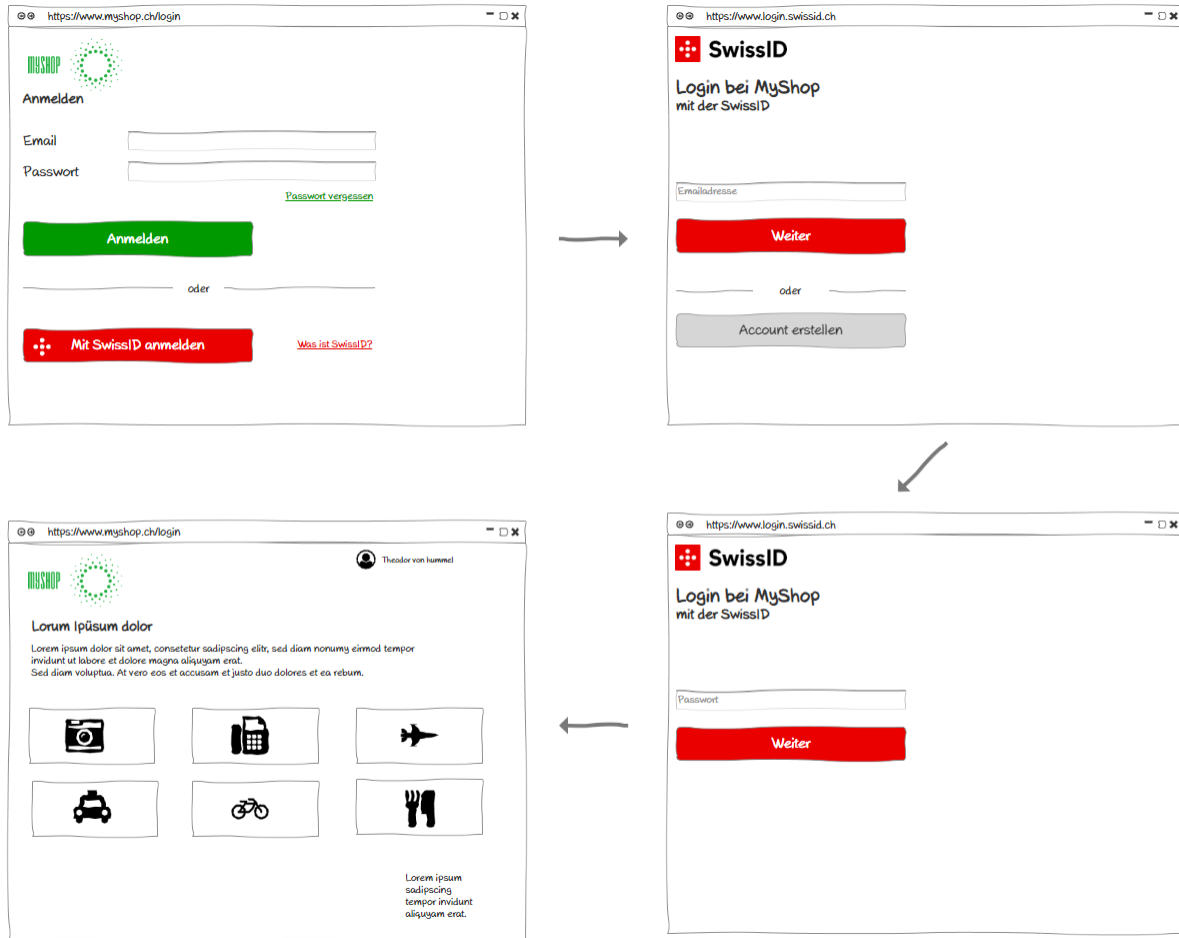 https://www.myshop.ch/login
MYSHOP
Anmelden
Email
Passwort
Passwort vergessen
Anmelden
oder
Mit SwissID anmelden
Was ist SwissID?
https://www.login.swissid.ch
SwissID
Login bei MyShop
mit der SwissID
Emailadresse
Weiter
oder
Account erstellen
https://www.login.swissid.ch
SwissID
Login bei MyShop
mit der SwissID
Passwort
Weiter
https://www.myshop.ch/login
MYSHOP
Theodor von hummel
Lorum Ipüsum dolor
Lorem ipsum dolor sit amet, consetetur sadipscing elitr, sed diam nonumy eirmod tempor
invidunt ut labore et dolore magna aliquyam erat.
Sed diam voluptua. At vero eos et accusam et justo duo dolores et ea rebum.
Lorem ipsum
sadipscing
tempor invidunt
aliquyam erat.